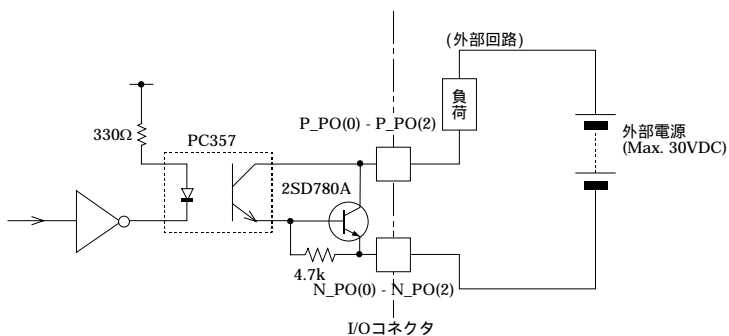 (外部回路)
負荷
P_PO(0) - P_PO(2)
330Ω
PC357
外部電源
(Max. 30VDC)
2SD780A
4.7k
N_PO(0) - N_PO(2)
I/Oコネクタ